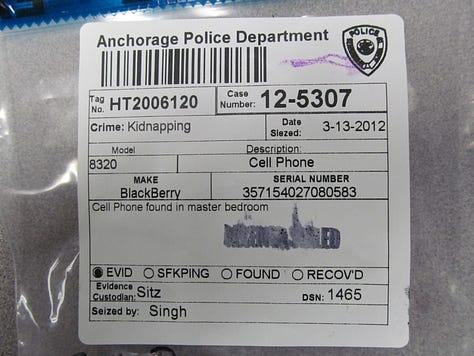 Anchorage Police Department
POLICE
Tag No. HT2006120 Case Number: 12-5307
Crime: Kidnapping Date Siezed: 3-13-2012
Model Description:
8320 Cell Phone
MAKE SERIAL NUMBER
BlackBerry 357154027080583
Cell Phone found in master bedroom
EVID SFKPING FOUND RECOV'D
Evidence Custodian: Sitz DSN: 1465
Seized by: Singh